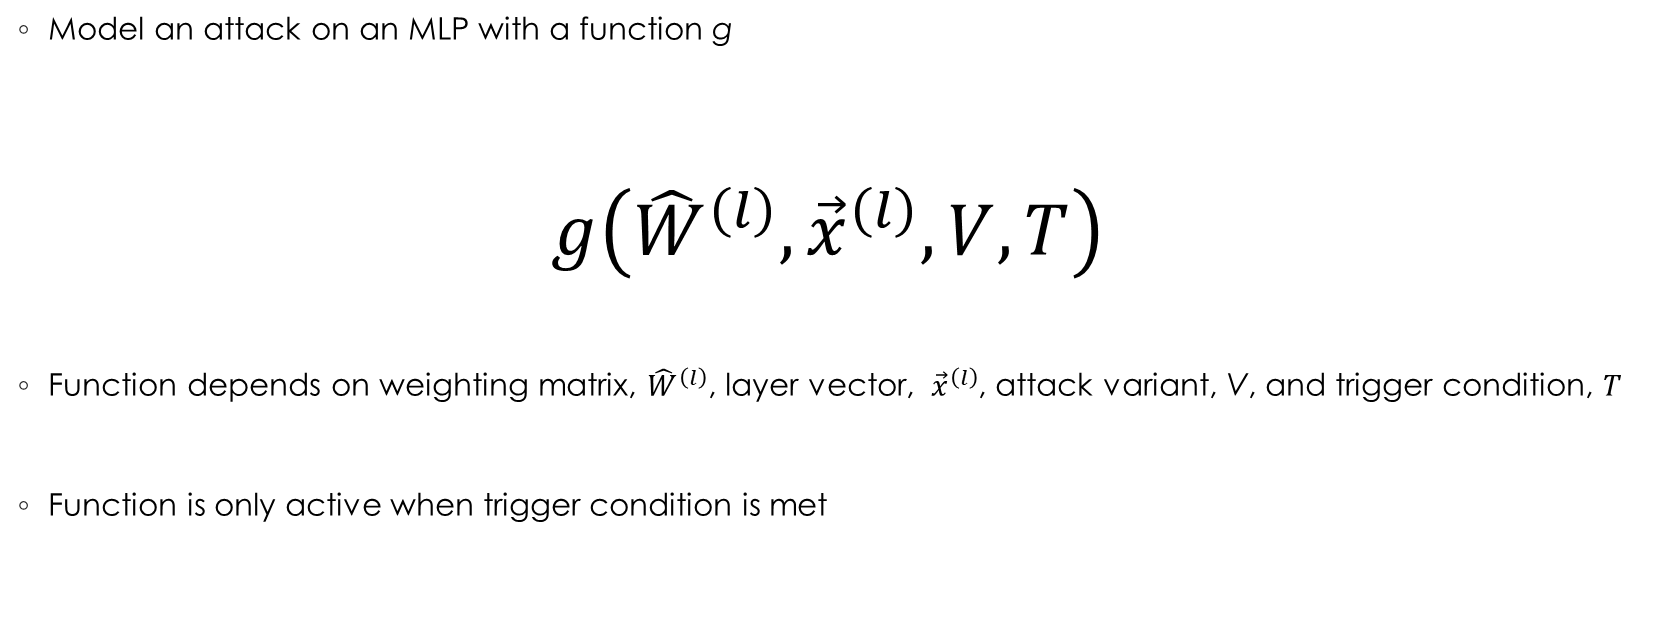 ◦ Model an attack on an MLP with a function g
g(Ŵ⁽ˡ⁾, x⃗⁽ˡ⁾, V, T)
◦ Function depends on weighting matrix, Ŵ⁽ˡ⁾, layer vector, x⃗⁽ˡ⁾, attack variant, V, and trigger condition, T
◦ Function is only active when trigger condition is met